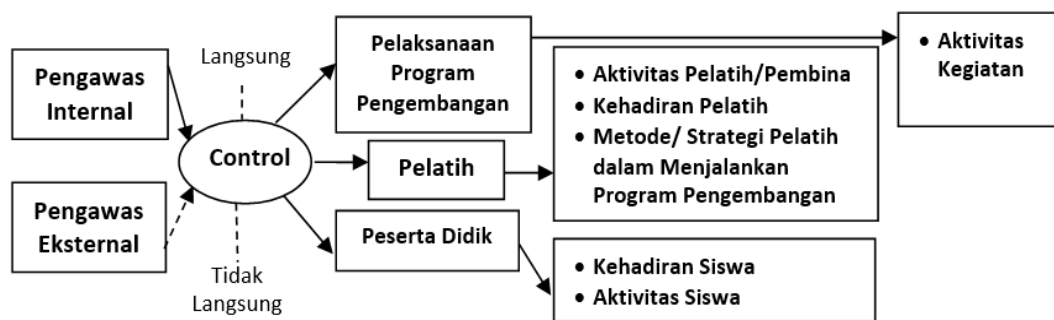 Pengawas
Internal
Pengawas
Eksternal
Langsung
Control
Tidak
Langsung
Pelaksanaan
Program
Pengembangan
Pelatih
Peserta Didik
• Aktivitas Pelatih/Pembina
• Kehadiran Pelatih
• Metode/ Strategi Pelatih
dalam Menjalankan
Program Pengembangan
• Kehadiran Siswa
• Aktivitas Siswa
• Aktivitas
Kegiatan